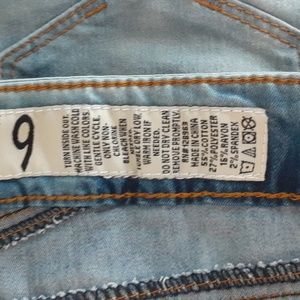 9
TURN INSIDE OUT.
MACHINE WASH COLD
WITH LIKE COLORS
GENTLE CYCLE.
ONLY NON-
CHLORINE
BLEACH WHEN
NEEDED.
TUMBLE DRY LOW.
WARM IRON IF
NEEDED.
DO NOT DRY CLEAN
REMOVE PROMPTLY.
MADE IN CHINA
55% COTTON
27% POLYESTER
16% RAYON
2% SPANDEX